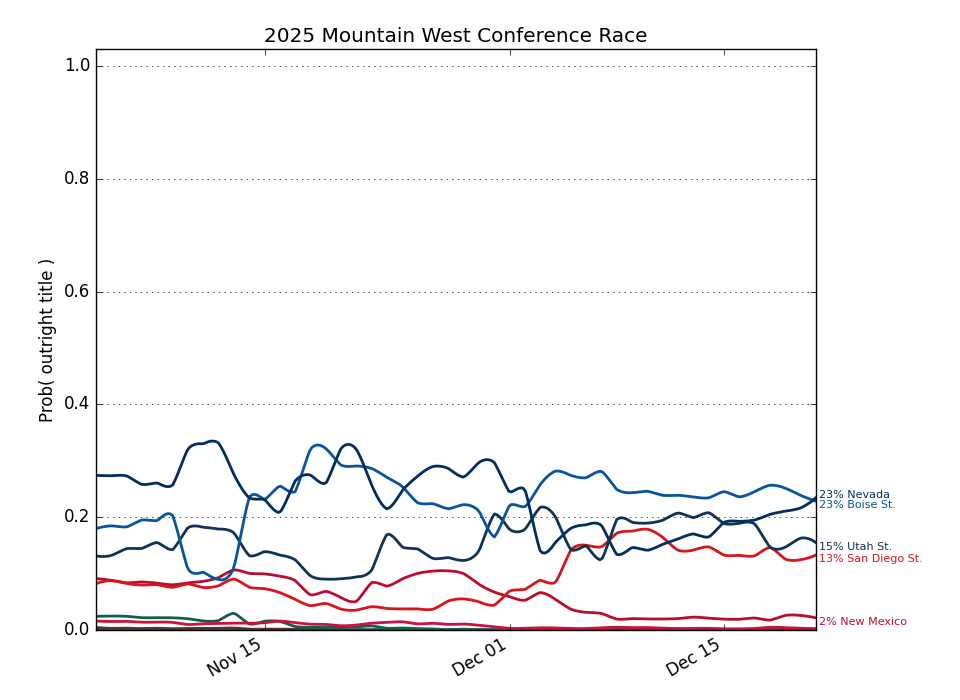 2025 Mountain West Conference Race
Prob( outright title )
1.0
0.8
0.6
0.4
0.2
0.0
Nov 15
Dec 01
Dec 15
23% Nevada
23% Boise St.
15% Utah St.
13% San Diego St.
2% New Mexico